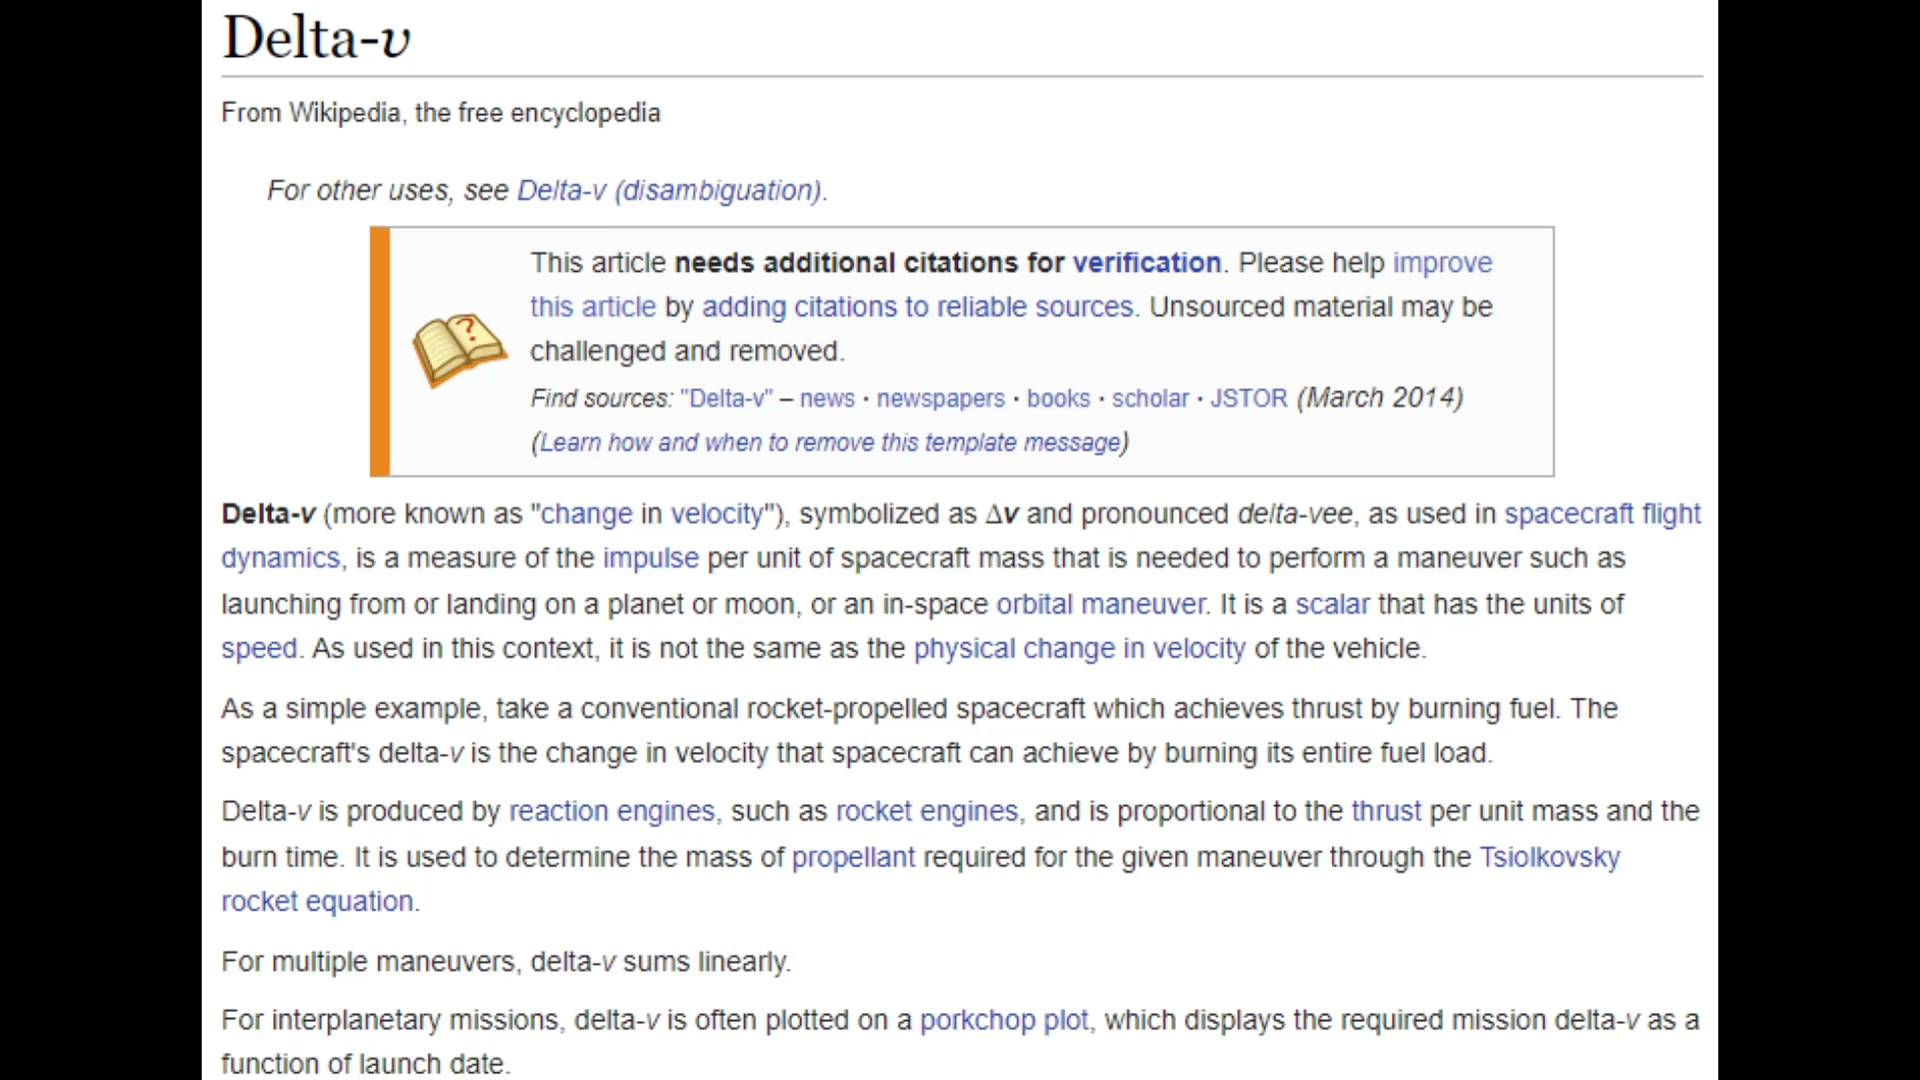 Delta-v
From Wikipedia, the free encyclopedia
For other uses, see Delta-v (disambiguation).
This article needs additional citations for verification. Please help improve
this article by adding citations to reliable sources. Unsourced material may be
challenged and removed.
Find sources: "Delta-v" – news · newspapers · books · scholar · JSTOR (March 2014)
(Learn how and when to remove this template message)
Delta-v (more known as "change in velocity"), symbolized as Δv and pronounced delta-vee, as used in spacecraft flight
dynamics, is a measure of the impulse per unit of spacecraft mass that is needed to perform a maneuver such as
launching from or landing on a planet or moon, or an in-space orbital maneuver. It is a scalar that has the units of
speed. As used in this context, it is not the same as the physical change in velocity of the vehicle.
As a simple example, take a conventional rocket-propelled spacecraft which achieves thrust by burning fuel. The
spacecraft's delta-v is the change in velocity that spacecraft can achieve by burning its entire fuel load.
Delta-v is produced by reaction engines, such as rocket engines, and is proportional to the thrust per unit mass and the
burn time. It is used to determine the mass of propellant required for the given maneuver through the Tsiolkovsky
rocket equation.
For multiple maneuvers, delta-v sums linearly.
For interplanetary missions, delta-v is often plotted on a porkchop plot, which displays the required mission delta-v as a
function of launch date.